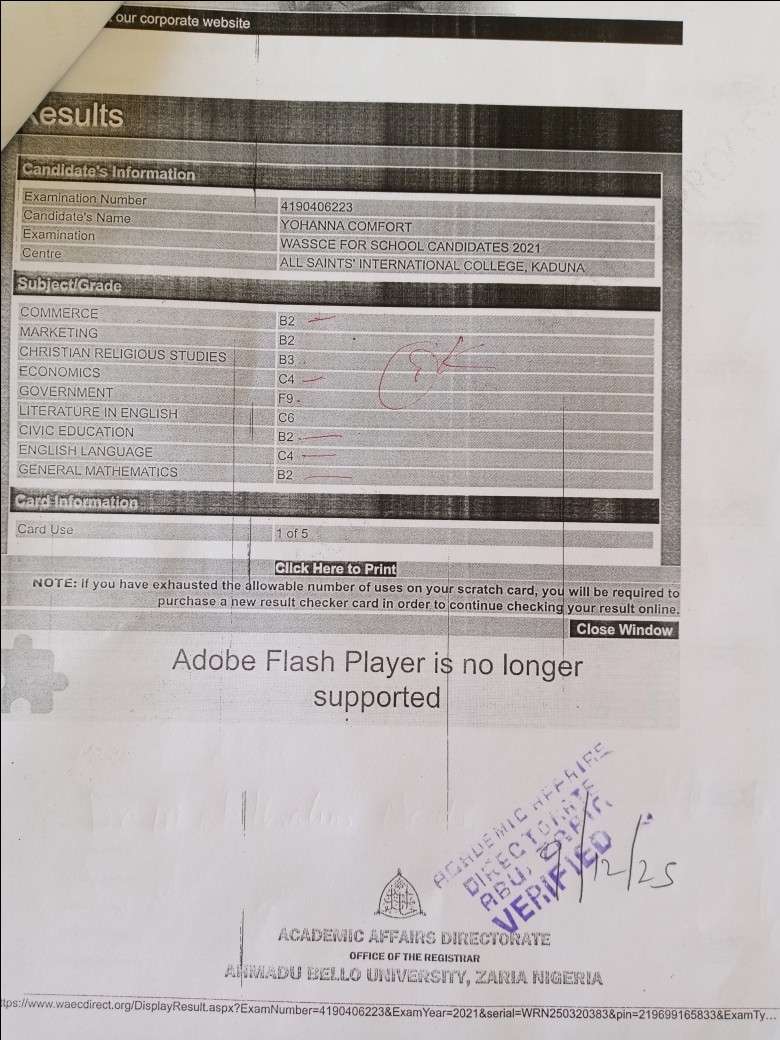 our corporate website
Results
Candidate's Information
Examination Number 4190406223
Candidate's Name YOHANNA COMFORT
Examination WASSCE FOR SCHOOL CANDIDATES 2021
Centre ALL SAINTS' INTERNATIONAL COLLEGE, KADUNA
Subject/Grade
COMMERCE B2
MARKETING B2
CHRISTIAN RELIGIOUS STUDIES B3
ECONOMICS C4
GOVERNMENT F9
LITERATURE IN ENGLISH C6
CIVIC EDUCATION B2
ENGLISH LANGUAGE C4
GENERAL MATHEMATICS B2
Card Information
Card Use 1 of 5
Click Here to Print
NOTE: If you have exhausted the allowable number of uses on your scratch card, you will be required to
purchase a new result checker card in order to continue checking your result online.
Close Window
Adobe Flash Player is no longer
supported
ACADEMIC AFFAIRS
DIRECTORATE
ABU, ZARIA
VERIFIED
9/12/25
ACADEMIC AFFAIRS DIRECTORATE
OFFICE OF THE REGISTRAR
AHMADU BELLO UNIVERSITY, ZARIA NIGERIA
ttps://www.waecdirect.org/DisplayResult.aspx?ExamNumber=4190406223&ExamYear=2021&serial=WRN250320383&pin=219699165833&ExamTy...